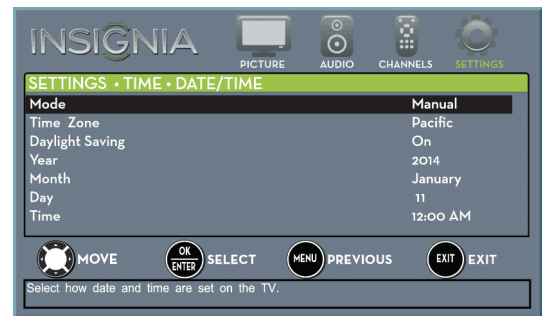 INSIGNIA
PICTURE AUDIO CHANNELS SETTINGS
SETTINGS • TIME • DATE/TIME
Mode Manual
Time Zone Pacific
Daylight Saving On
Year 2014
Month January
Day 11
Time 12:00 AM
MOVE OK ENTER SELECT MENU PREVIOUS EXIT EXIT
Select how date and time are set on the TV.